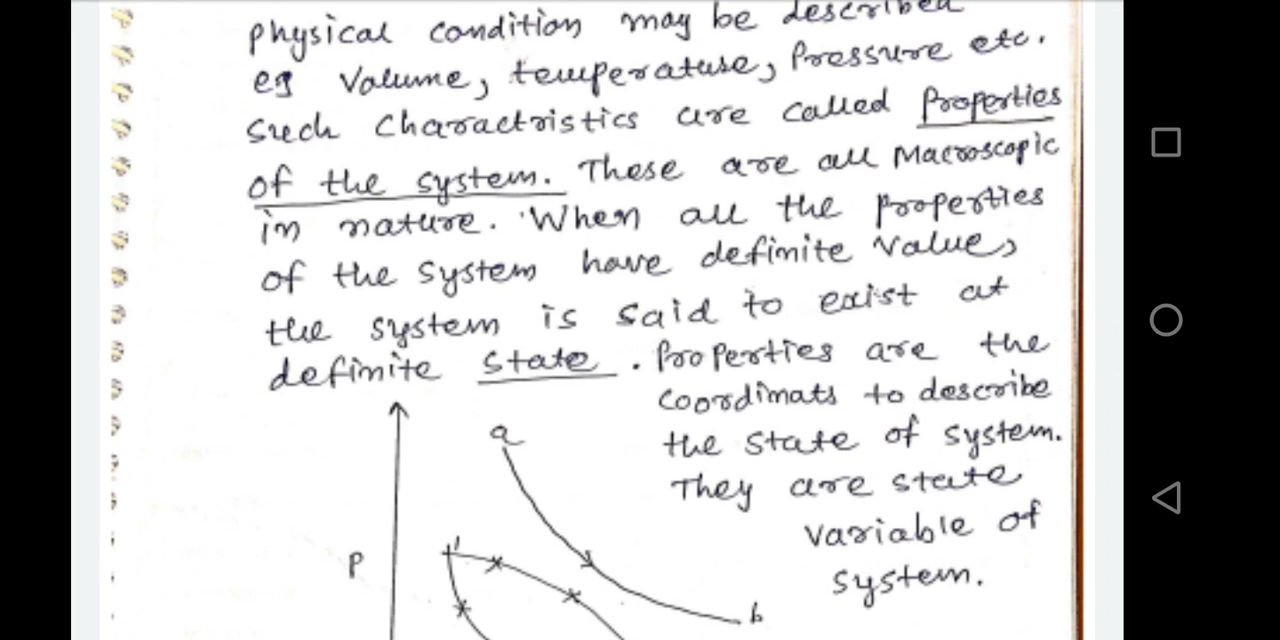 physical condition may be described
eg Volume, temperature, Pressure etc.
such charactristics are called Properties
of the system. These are all Macroscopic
in nature. When all the properties
of the system have definite value,
the system is said to exist at
definite state. Properties are the
coordinats to describe
the state of system.
They are state
variable of
system.
a
1
P
b